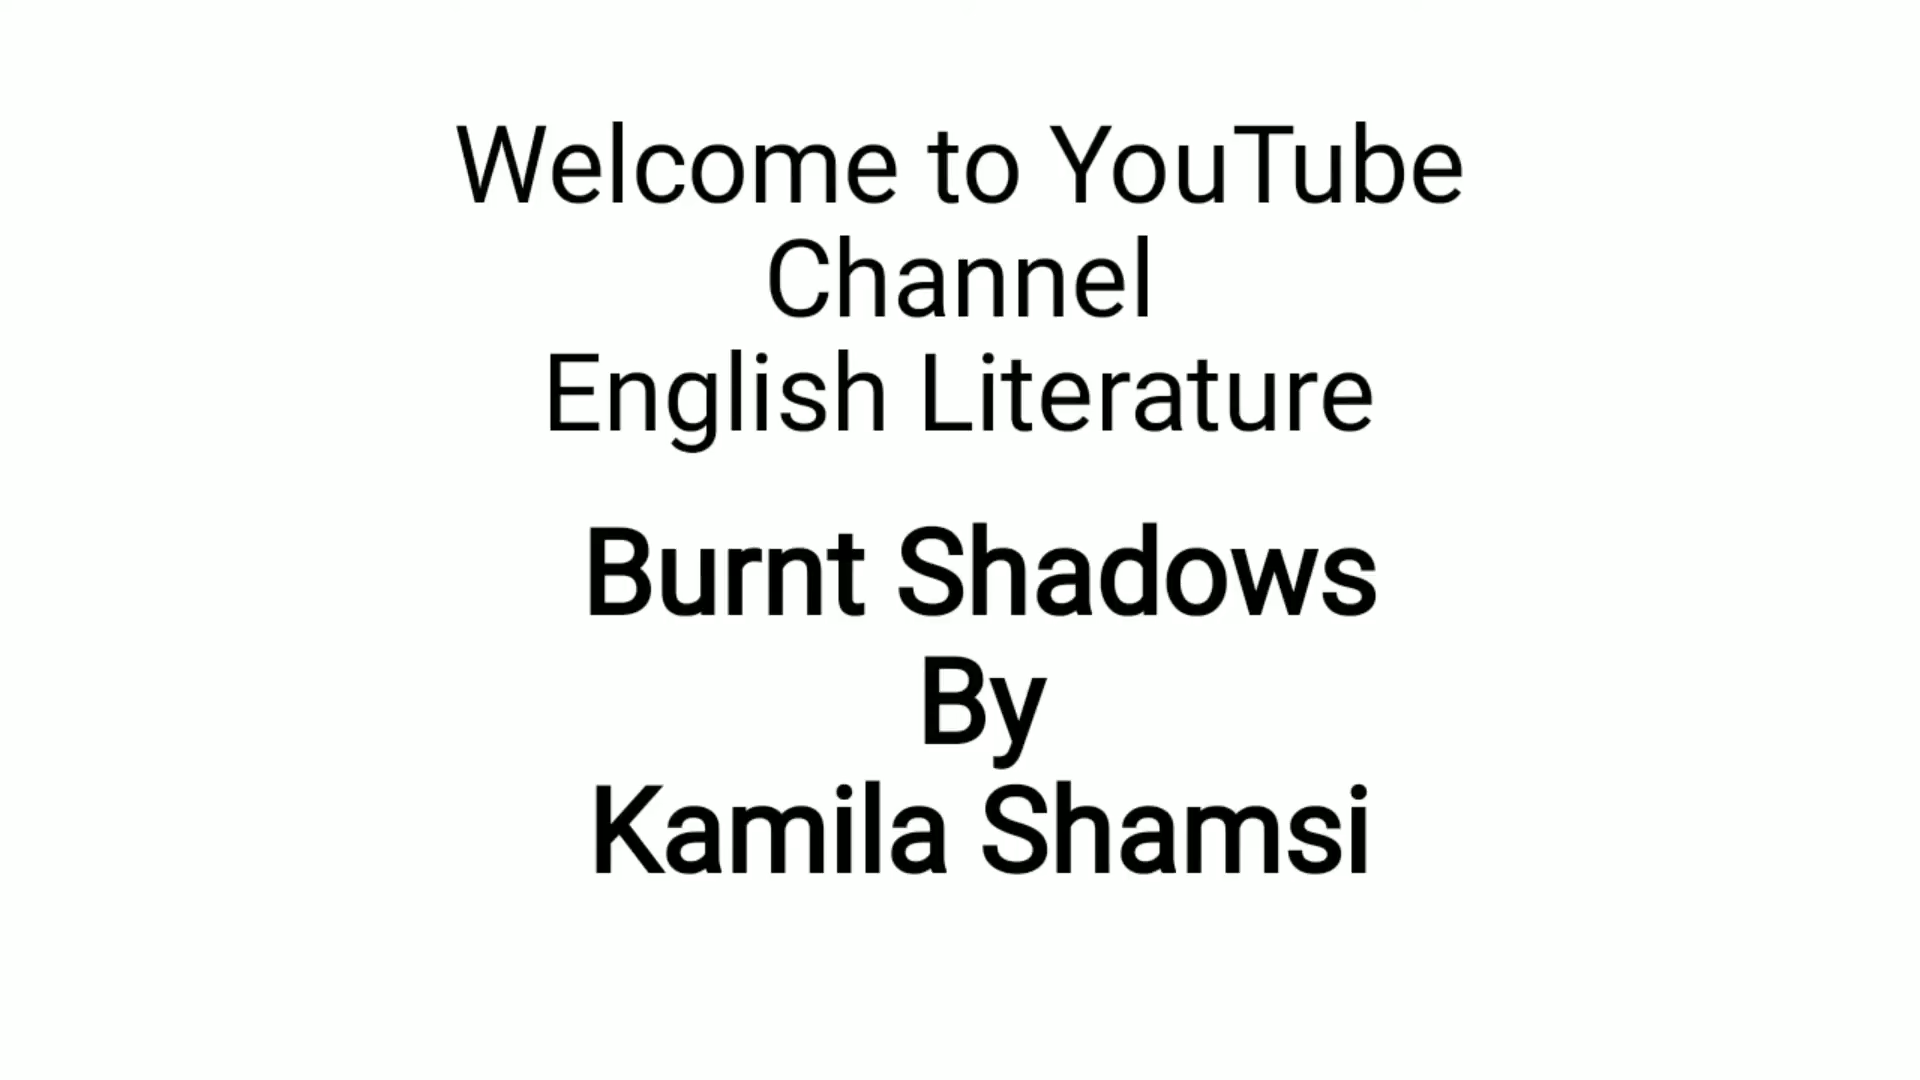 Welcome to YouTube
Channel
English Literature
Burnt Shadows
By
Kamila Shamsi